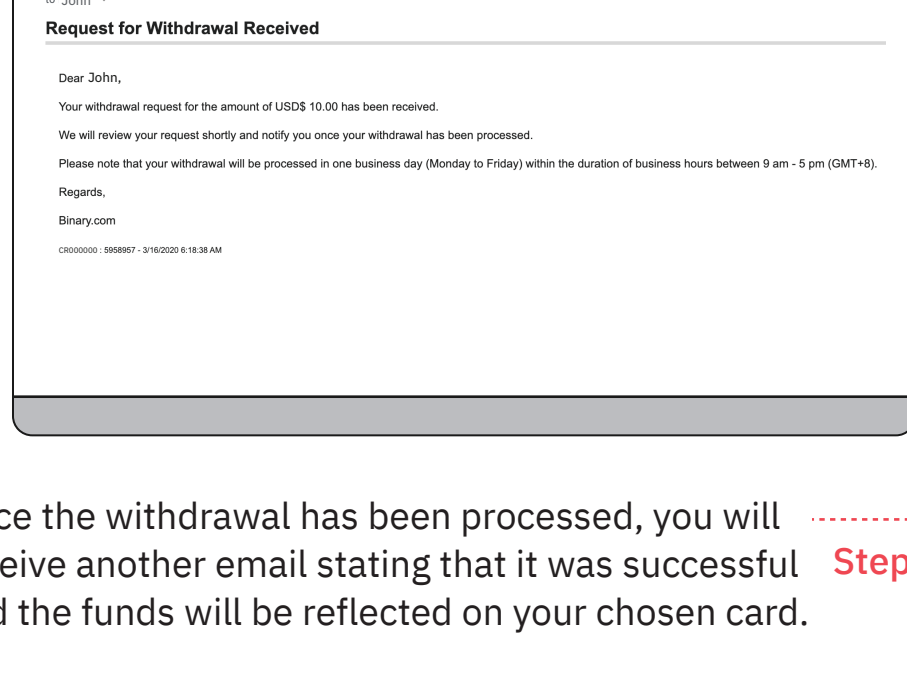 to John
Request for Withdrawal Received
Dear John,
Your withdrawal request for the amount of USD$ 10.00 has been received.
We will review your request shortly and notify you once your withdrawal has been processed.
Please note that your withdrawal will be processed in one business day (Monday to Friday) within the duration of business hours between 9 am - 5 pm (GMT+8).
Regards,
Binary.com
CR000000 : 5958957 - 3/16/2020 6:18:38 AM
ce the withdrawal has been processed, you will
eive another email stating that it was successful
d the funds will be reflected on your chosen card.
Step